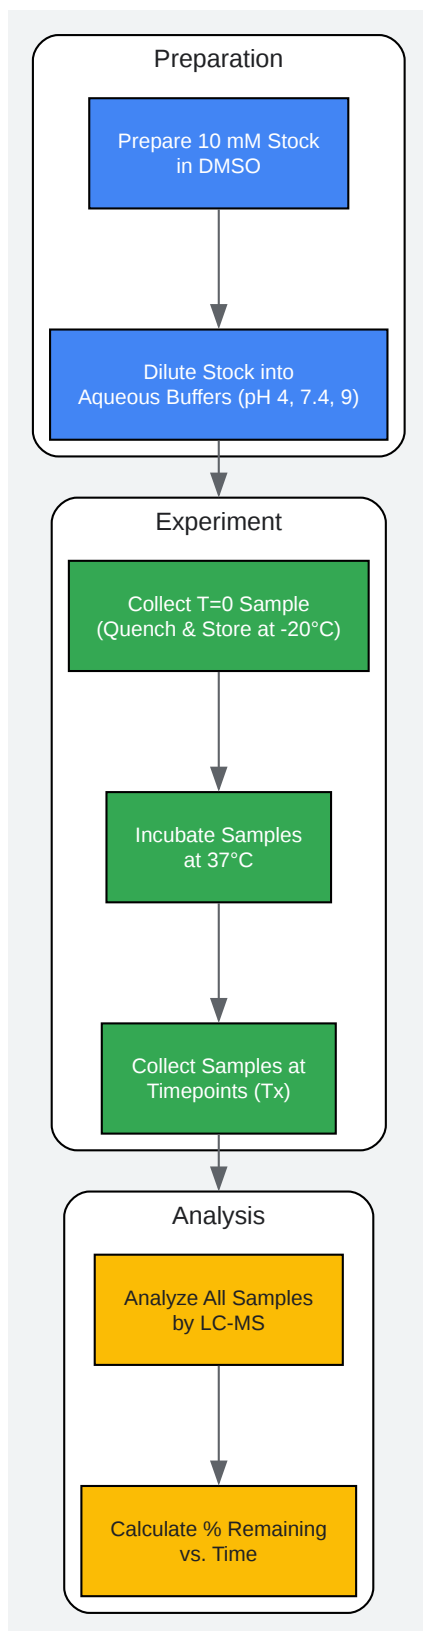 Preparation
Prepare 10 mM Stock
in DMSO
Dilute Stock into
Aqueous Buffers (pH 4, 7.4, 9)
Experiment
Collect T=0 Sample
(Quench & Store at -20°C)
Incubate Samples
at 37°C
Collect Samples at
Timepoints (Tx)
Analysis
Analyze All Samples
by LC-MS
Calculate % Remaining
vs. Time